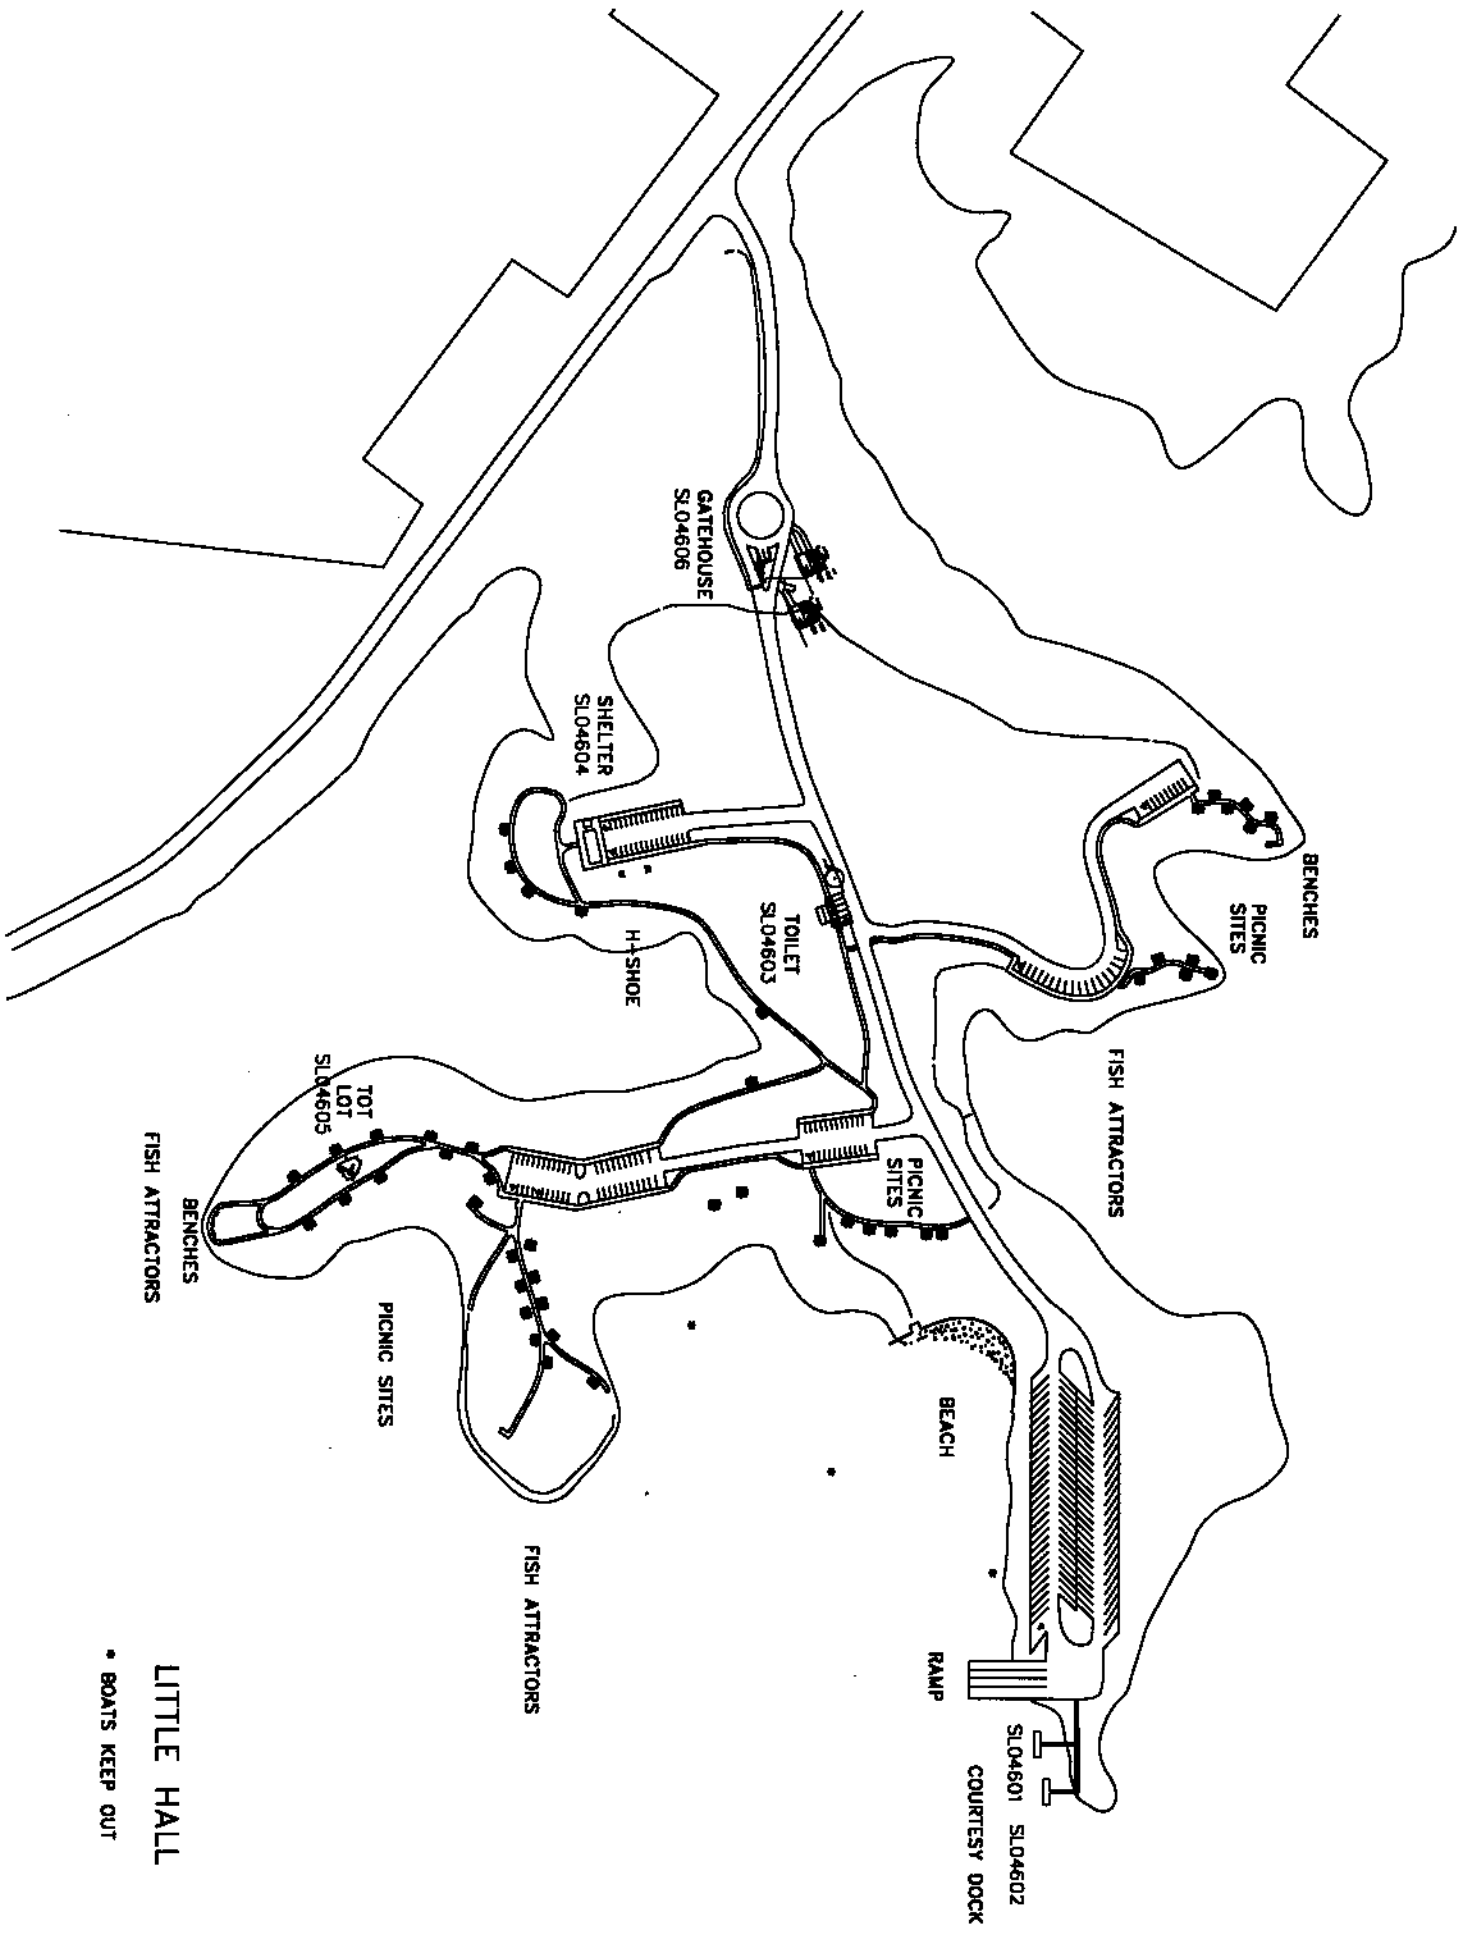 GATEHOUSE
SL04606
SHELTER
SL04604
BENCHES
PICNIC
SITES
TOILET
SL04603
H-SHOE
FISH ATTRACTORS
TOT
LOT
SL04605
PICNIC
SITES
BENCHES
FISH ATTRACTORS
PICNIC SITES
BEACH
FISH ATTRACTORS
RAMP
SL04601 SL04602
COURTESY DOCK
LITTLE HALL
* BOATS KEEP OUT